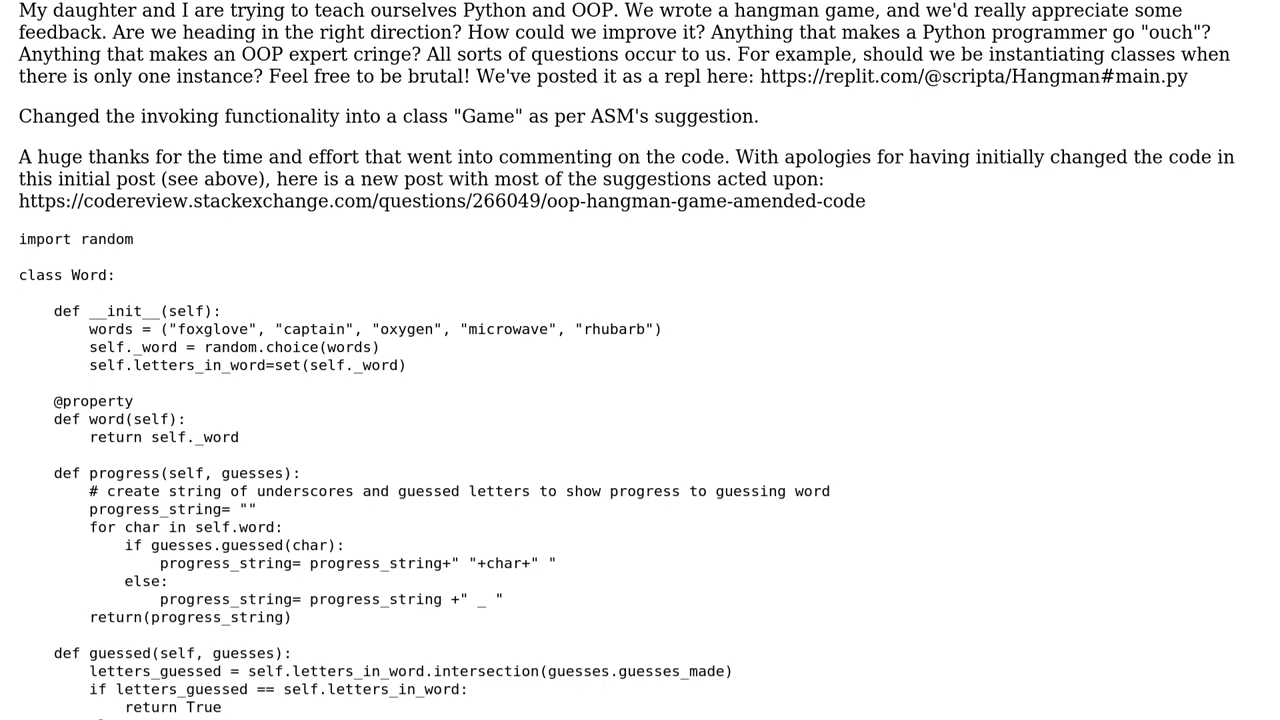 My daughter and I are trying to teach ourselves Python and OOP. We wrote a hangman game, and we'd really appreciate some
feedback. Are we heading in the right direction? How could we improve it? Anything that makes a Python programmer go "ouch"?
Anything that makes an OOP expert cringe? All sorts of questions occur to us. For example, should we be instantiating classes when
there is only one instance? Feel free to be brutal! We've posted it as a repl here: https://replit.com/@scripta/Hangman#main.py
Changed the invoking functionality into a class "Game" as per ASM's suggestion.
A huge thanks for the time and effort that went into commenting on the code. With apologies for having initially changed the code in
this initial post (see above), here is a new post with most of the suggestions acted upon:
https://codereview.stackexchange.com/questions/266049/oop-hangman-game-amended-code
import random
class Word:
    def __init__(self):
        words = ("foxglove", "captain", "oxygen", "microwave", "rhubarb")
        self._word = random.choice(words)
        self.letters_in_word=set(self._word)
    @property
    def word(self):
        return self._word
    def progress(self, guesses):
        # create string of underscores and guessed letters to show progress to guessing word
        progress_string= ""
        for char in self.word:
            if guesses.guessed(char):
                progress_string= progress_string+" "+char+" "
            else:
                progress_string= progress_string +" _ "
        return(progress_string)
    def guessed(self, guesses):
        letters_guessed = self.letters_in_word.intersection(guesses.guesses_made)
        if letters_guessed == self.letters_in_word:
            return True